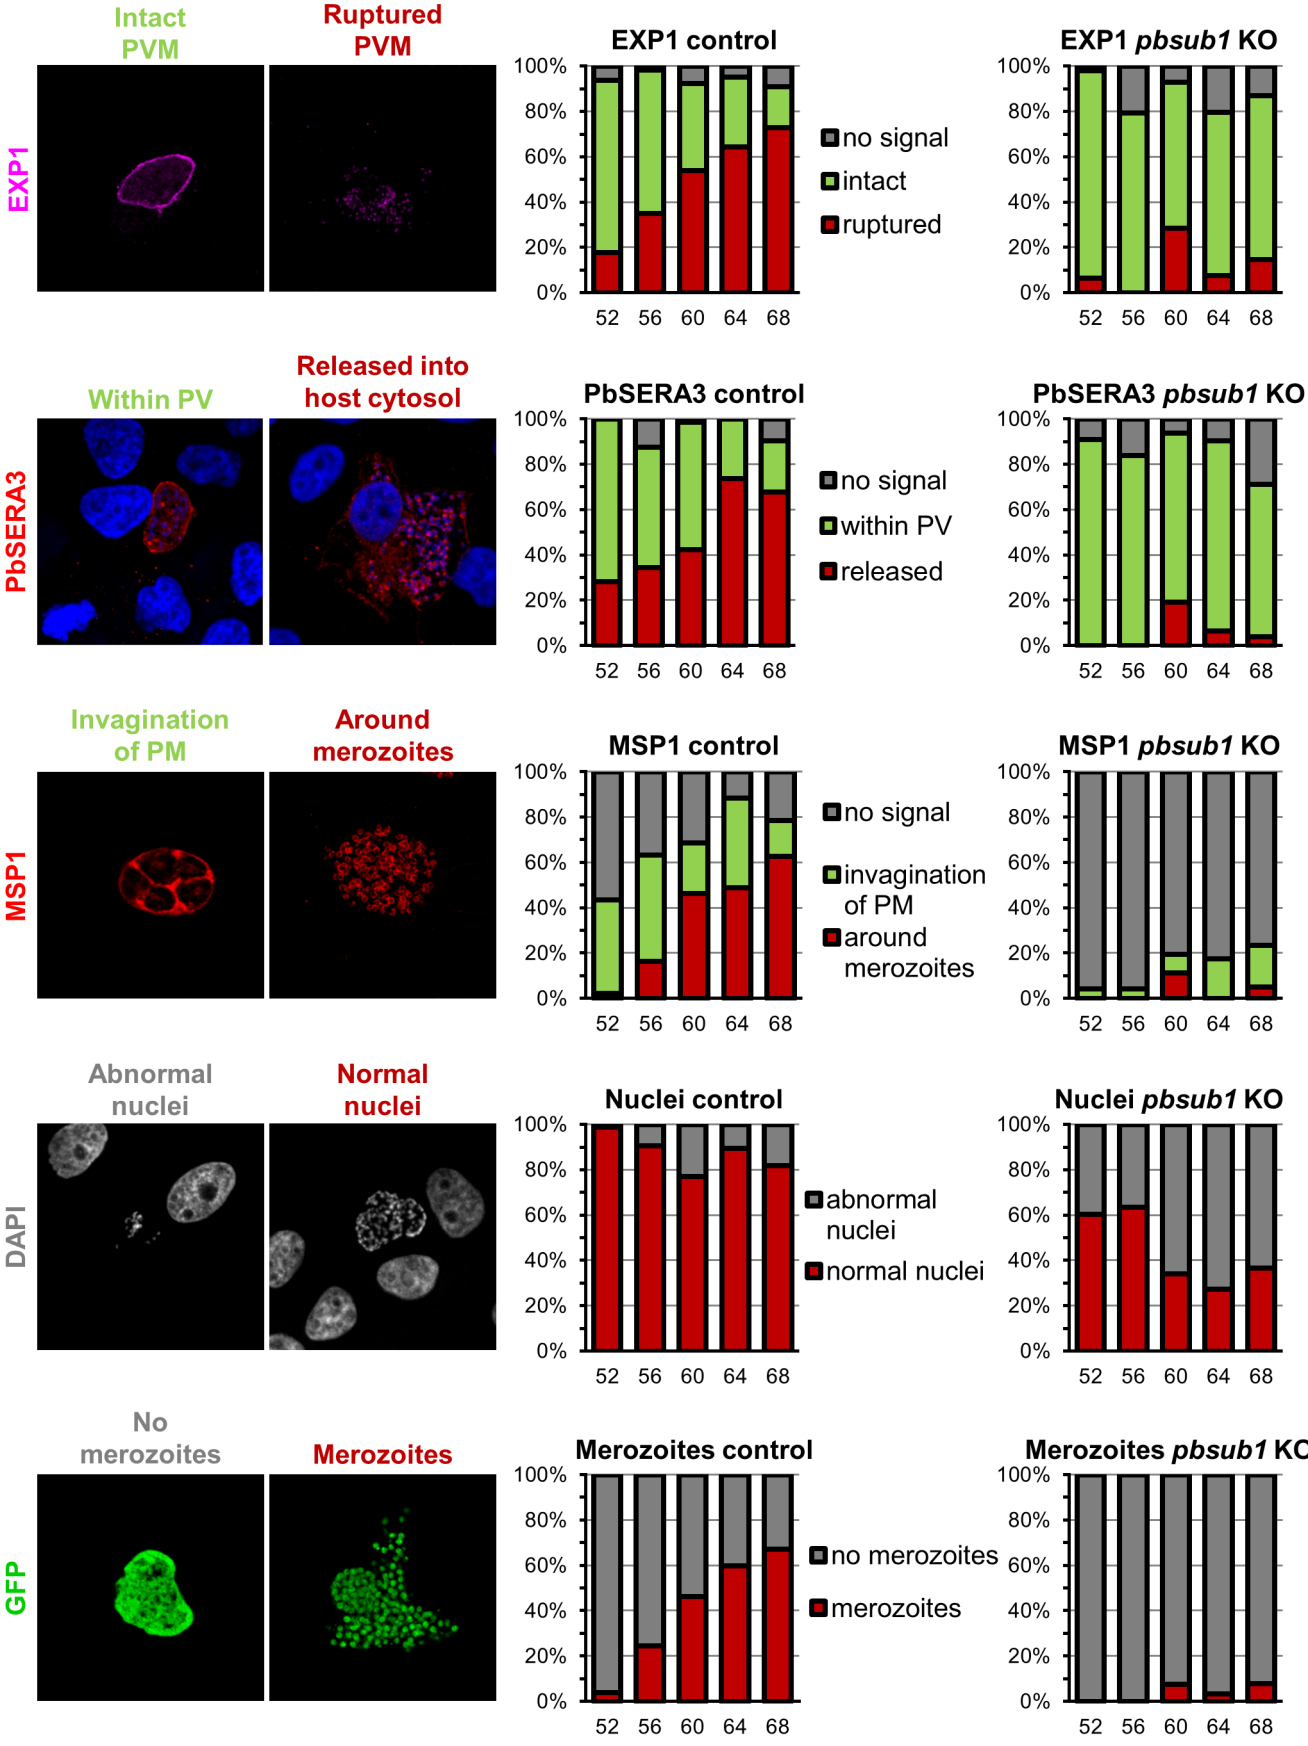 Intact
PVM
Ruptured
PVM
EXP1
EXP1 control
100%
80%
60%
40%
20%
0%
52 56 60 64 68
no signal
intact
ruptured
EXP1 pbsub1 KO
100%
80%
60%
40%
20%
0%
52 56 60 64 68
Within PV
Released into
host cytosol
PbSERA3
PbSERA3 control
100%
80%
60%
40%
20%
0%
52 56 60 64 68
no signal
within PV
released
PbSERA3 pbsub1 KO
100%
80%
60%
40%
20%
0%
52 56 60 64 68
Invagination
of PM
Around
merozoites
MSP1
MSP1 control
100%
80%
60%
40%
20%
0%
52 56 60 64 68
no signal
invagination
of PM
around
merozoites
MSP1 pbsub1 KO
100%
80%
60%
40%
20%
0%
52 56 60 64 68
Abnormal
nuclei
Normal
nuclei
DAPI
Nuclei control
100%
80%
60%
40%
20%
0%
52 56 60 64 68
abnormal
nuclei
normal nuclei
Nuclei pbsub1 KO
100%
80%
60%
40%
20%
0%
52 56 60 64 68
No
merozoites
Merozoites
GFP
Merozoites control
100%
80%
60%
40%
20%
0%
52 56 60 64 68
no merozoites
merozoites
Merozoites pbsub1 KO
100%
80%
60%
40%
20%
0%
52 56 60 64 68